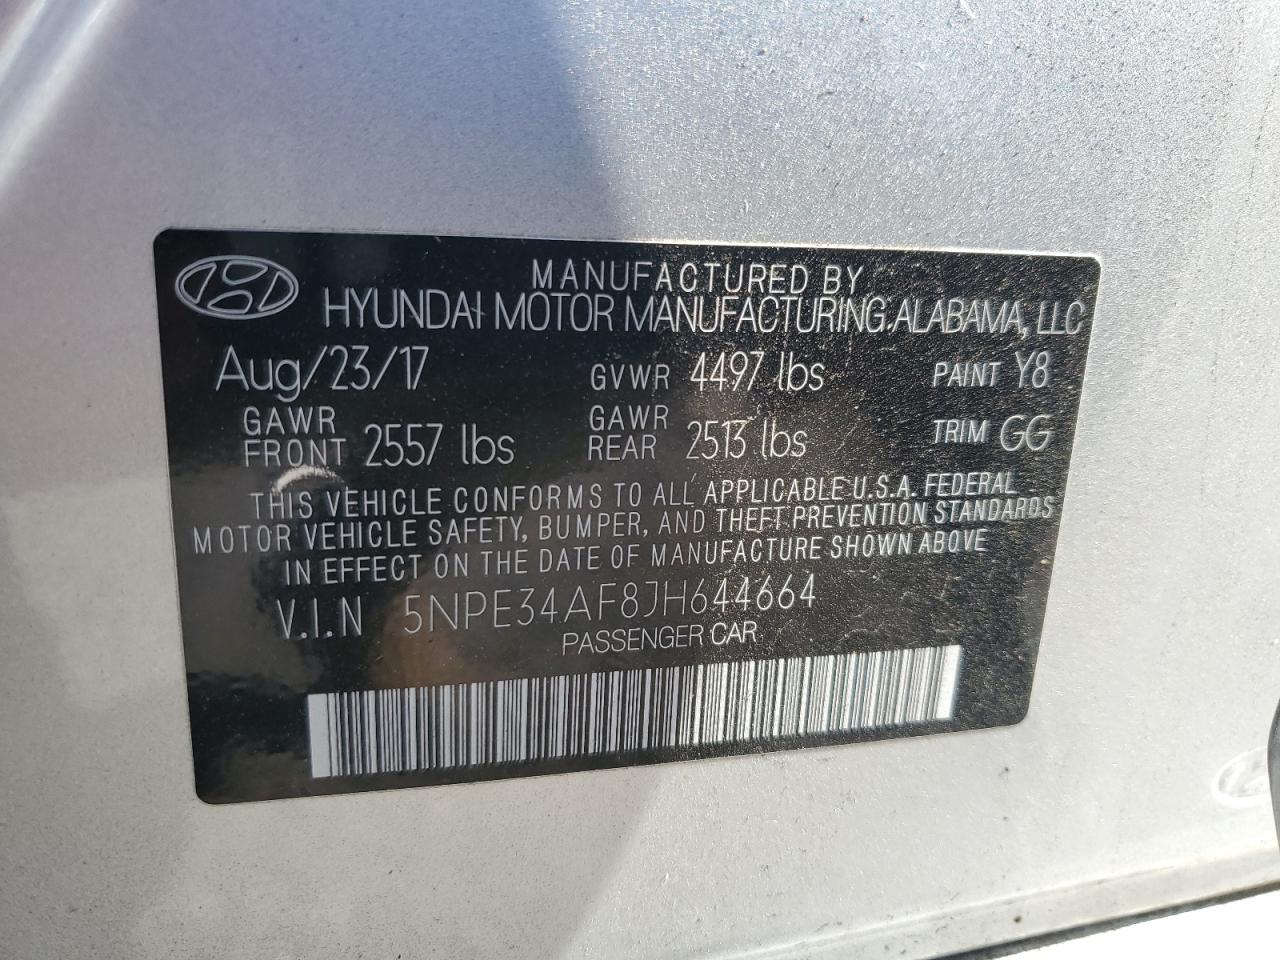 MANUFACTURED BY
HYUNDAI MOTOR MANUFACTURING ALABAMA, LLC
Aug/23/17 GVWR 4497 lbs PAINT Y8
GAWR FRONT 2557 lbs GAWR REAR 2513 lbs TRIM GG
THIS VEHICLE CONFORMS TO ALL APPLICABLE U.S.A. FEDERAL
MOTOR VEHICLE SAFETY, BUMPER, AND THEFT PREVENTION STANDARDS
IN EFFECT ON THE DATE OF MANUFACTURE SHOWN ABOVE
V.I.N 5NPE34AF8JH644664
PASSENGER CAR